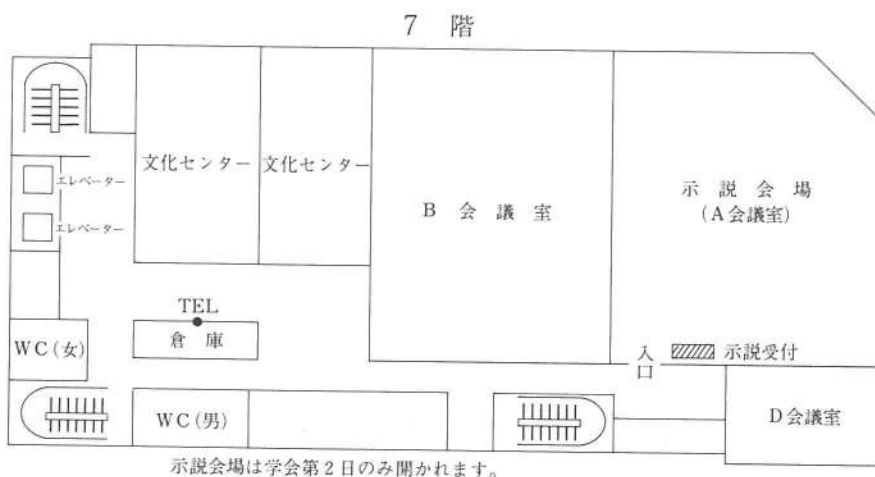 7 階
文化センター
文化センター
B 会 議 室
示 説 会 場
(A会議室)
エレベーター
エレベーター
TEL
倉 庫
WC(女)
入口
示説受付
WC(男)
D会議室
示説会場は学会第2日のみ開かれます。